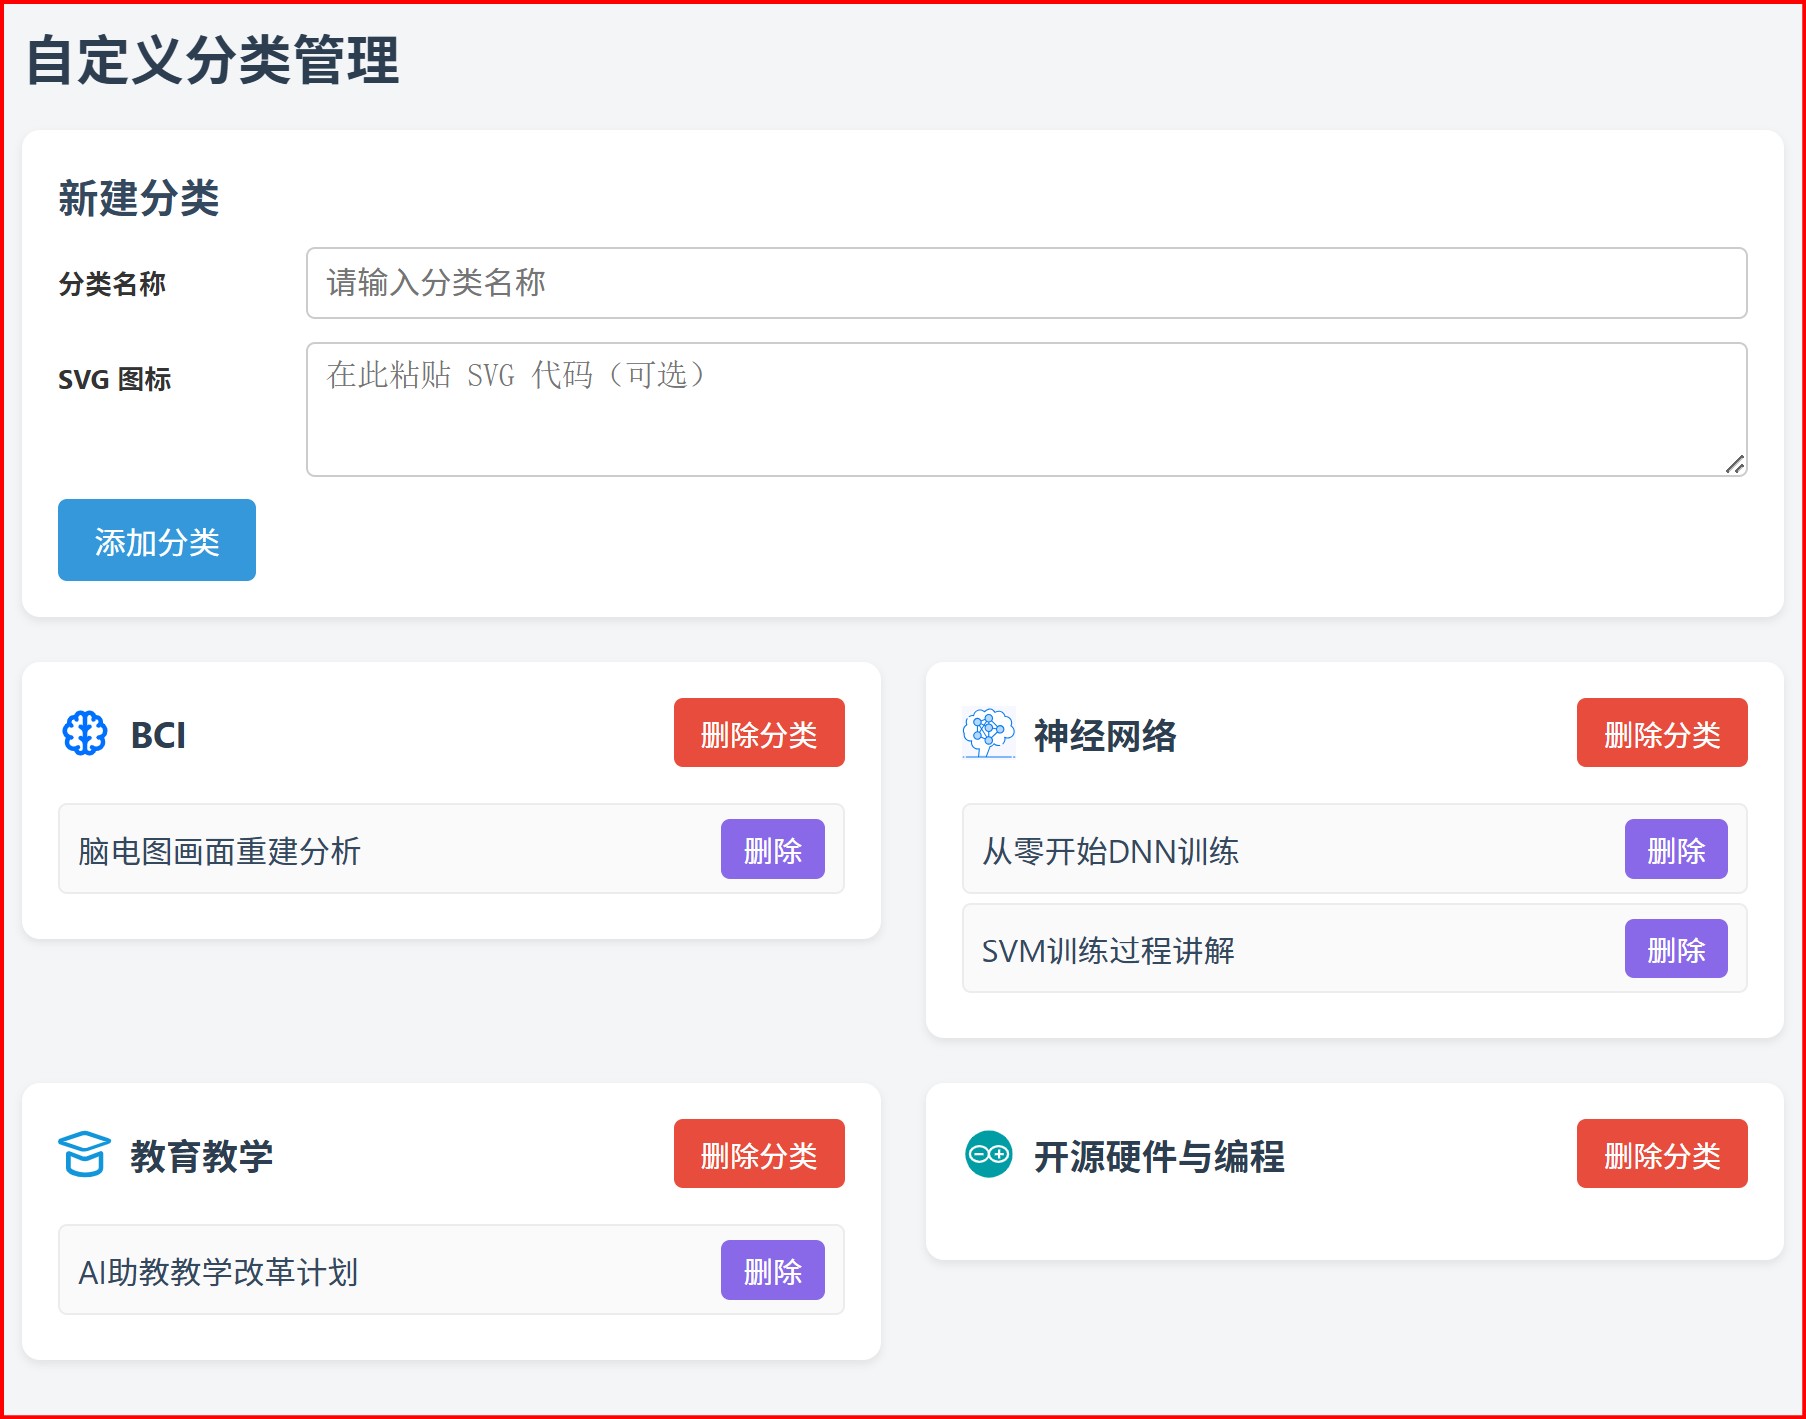 自定义分类管理
新建分类
分类名称
请输入分类名称
SVG 图标
在此粘贴 SVG 代码（可选）
添加分类
BCI
删除分类
脑电图画面重建分析
删除
神经网络
删除分类
从零开始DNN训练
删除
SVM训练过程讲解
删除
教育教学
删除分类
AI助教教学改革计划
删除
开源硬件与编程
删除分类